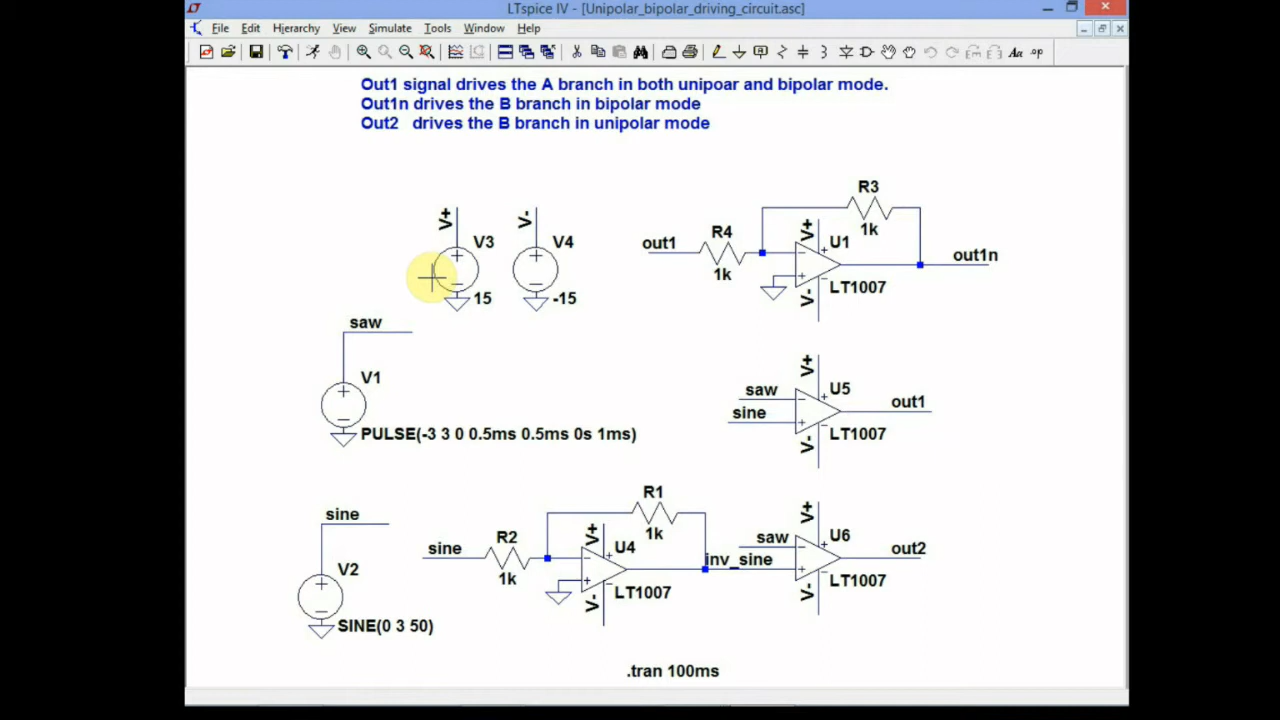 LTspice IV - [Unipolar_bipolar_driving_circuit.asc]
File Edit Hierarchy View Simulate Tools Window Help
Aa .op
Out1 signal drives the A branch in both unipoar and bipolar mode.
Out1n drives the B branch in bipolar mode
Out2 drives the B branch in unipolar mode
V+ V3 15
V- V4 -15
out1 R4 1k R3 1k V+ U1 V- LT1007 out1n
saw V1
PULSE(-3 3 0 0.5ms 0.5ms 0s 1ms)
saw sine V+ U5 V- LT1007 out1
sine V2
SINE(0 3 50)
sine R2 1k R1 1k V+ U4 V- LT1007 inv_sine
saw V+ U6 V- LT1007 out2
.tran 100ms